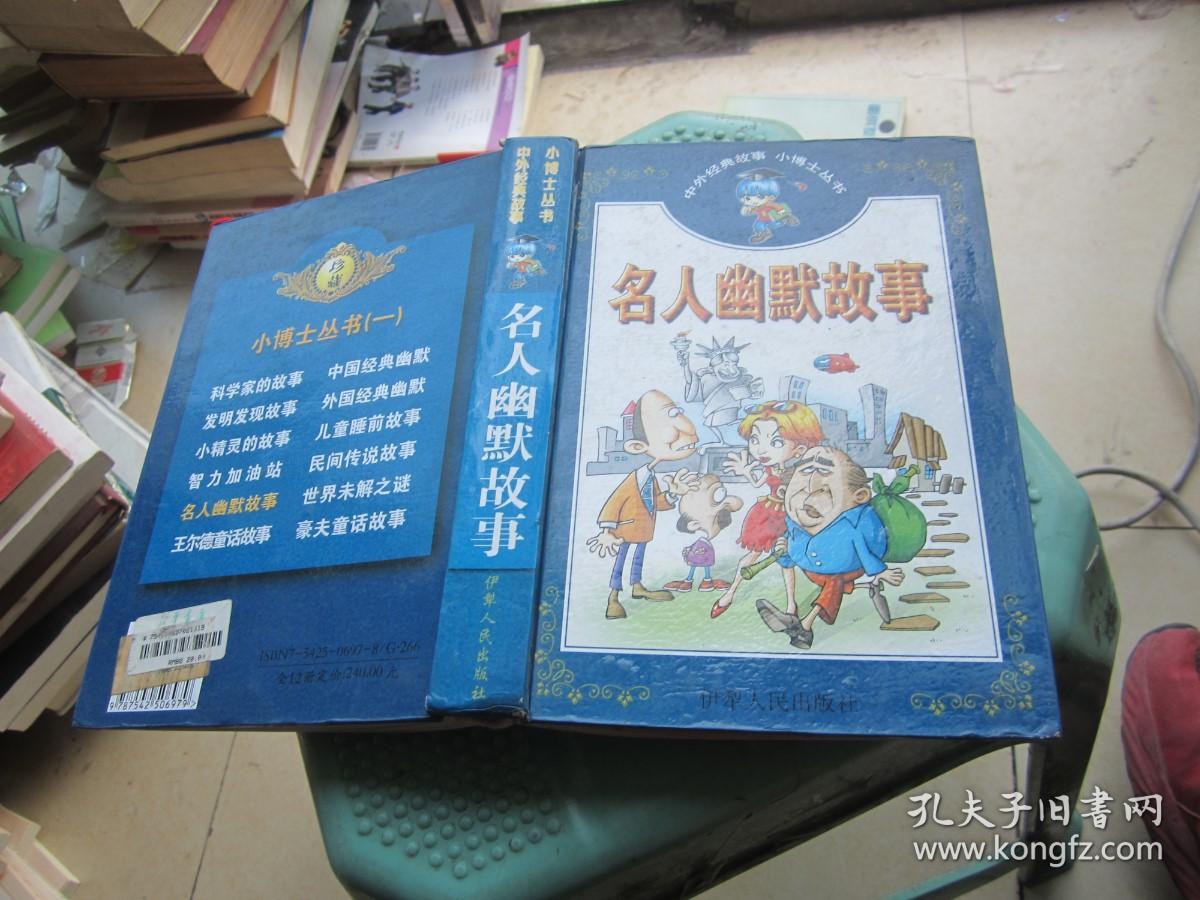 珍藏
小博士丛书(一)
科学家的故事 中国经典幽默
发明发现故事 外国经典幽默
小精灵的故事 儿童睡前故事
智力加油站 民间传说故事
名人幽默故事 世界未解之谜
王尔德童话故事 豪夫童话故事
ISBN7-5425-0697-8/G·266
全12册定价:240.00元
9787542506979
小博士丛书
中外经典故事
名人幽默故事
伊犁人民出版社
中外经典故事 小博士丛书
名人幽默故事
伊犁人民出版社
孔夫子旧书网
www.kongfz.com